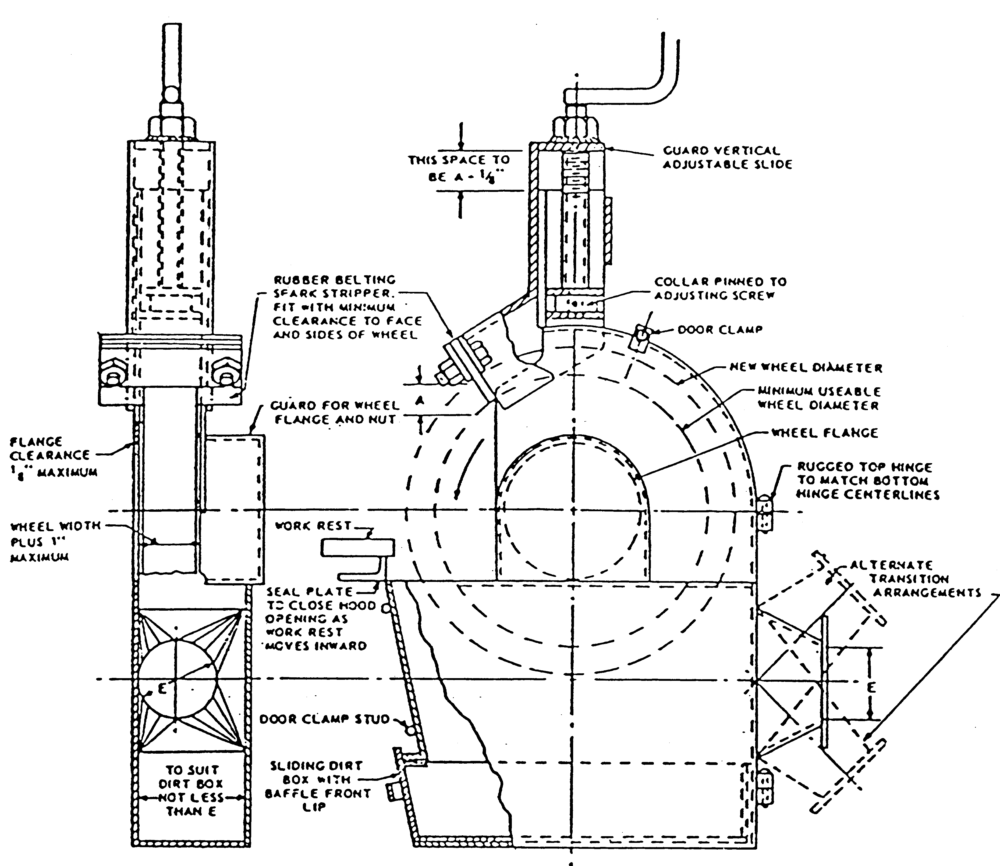 THIS SPACE TO
BE A - 1/8"
GUARD VERTICAL
ADJUSTABLE SLIDE
RUBBER BELTING
SPARK STRIPPER.
FIT WITH MINIMUM
CLEARANCE TO FACE
AND SIDES OF WHEEL
COLLAR PINNED TO
ADJUSTING SCREW
DOOR CLAMP
NEW WHEEL DIAMETER
MINIMUM USEABLE
WHEEL DIAMETER
A
GUARD FOR WHEEL
FLANGE AND NUT
WHEEL FLANGE
FLANGE
CLEARANCE
1/8" MAXIMUM
RUGGED TOP HINGE
TO MATCH BOTTOM
HINGE CENTERLINES
WHEEL WIDTH
PLUS 1"
MAXIMUM
WORK REST
ALTERNATE
TRANSITION
ARRANGEMENTS
SEAL PLATE
TO CLOSE HOOD
OPENING AS
WORK REST
MOVES INWARD
E
E
DOOR CLAMP STUD
TO SUIT
DIRT BOX
NOT LESS
THAN E
SLIDING DIRT
BOX WITH
BAFFLE FRONT
LIP